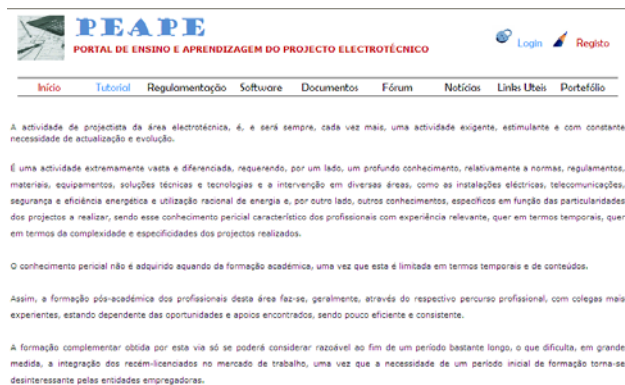 PEAPE
PORTAL DE ENSINO E APRENDIZAGEM DO PROJECTO ELECTROTÉCNICO
Login Registo
Início Tutorial Regulamentação Software Documentos Fórum Notícias Links Uteis Portefólio
A actividade de projectista da área electrotécnica, é, e será sempre, cada vez mais, uma actividade exigente, estimulante e com constante
necessidade de actualização e evolução.
É uma actividade extremamente vasta e diferenciada, requerendo, por um lado, um profundo conhecimento, relativamente a normas, regulamentos,
materiais, equipamentos, soluções técnicas e tecnologias e a intervenção em diversas áreas, como as instalações eléctricas, telecomunicações,
segurança e eficiência energética e utilização racional de energia e, por outro lado, outros conhecimentos, específicos em função das particularidades
dos projectos a realizar, sendo esse conhecimento pericial característico dos profissionais com experiência relevante, quer em termos temporais, quer
em termos da complexidade e especificidades dos projectos realizados.
O conhecimento pericial não é adquirido aquando da formação académica, uma vez que esta é limitada em termos temporais e de conteúdos.
Assim, a formação pós-académica dos profissionais desta área faz-se, geralmente, através do respectivo percurso profissional, com colegas mais
experientes, estando dependente das oportunidades e apoios encontrados, sendo pouco eficiente e consistente.
A formação complementar obtida por esta via só se poderá considerar razoável ao fim de um período bastante longo, o que dificulta, em grande
medida, a integração dos recém-licenciados no mercado de trabalho, uma vez que a necessidade de um período inicial de formação torna-se
desinteressante pelas entidades empregadoras.